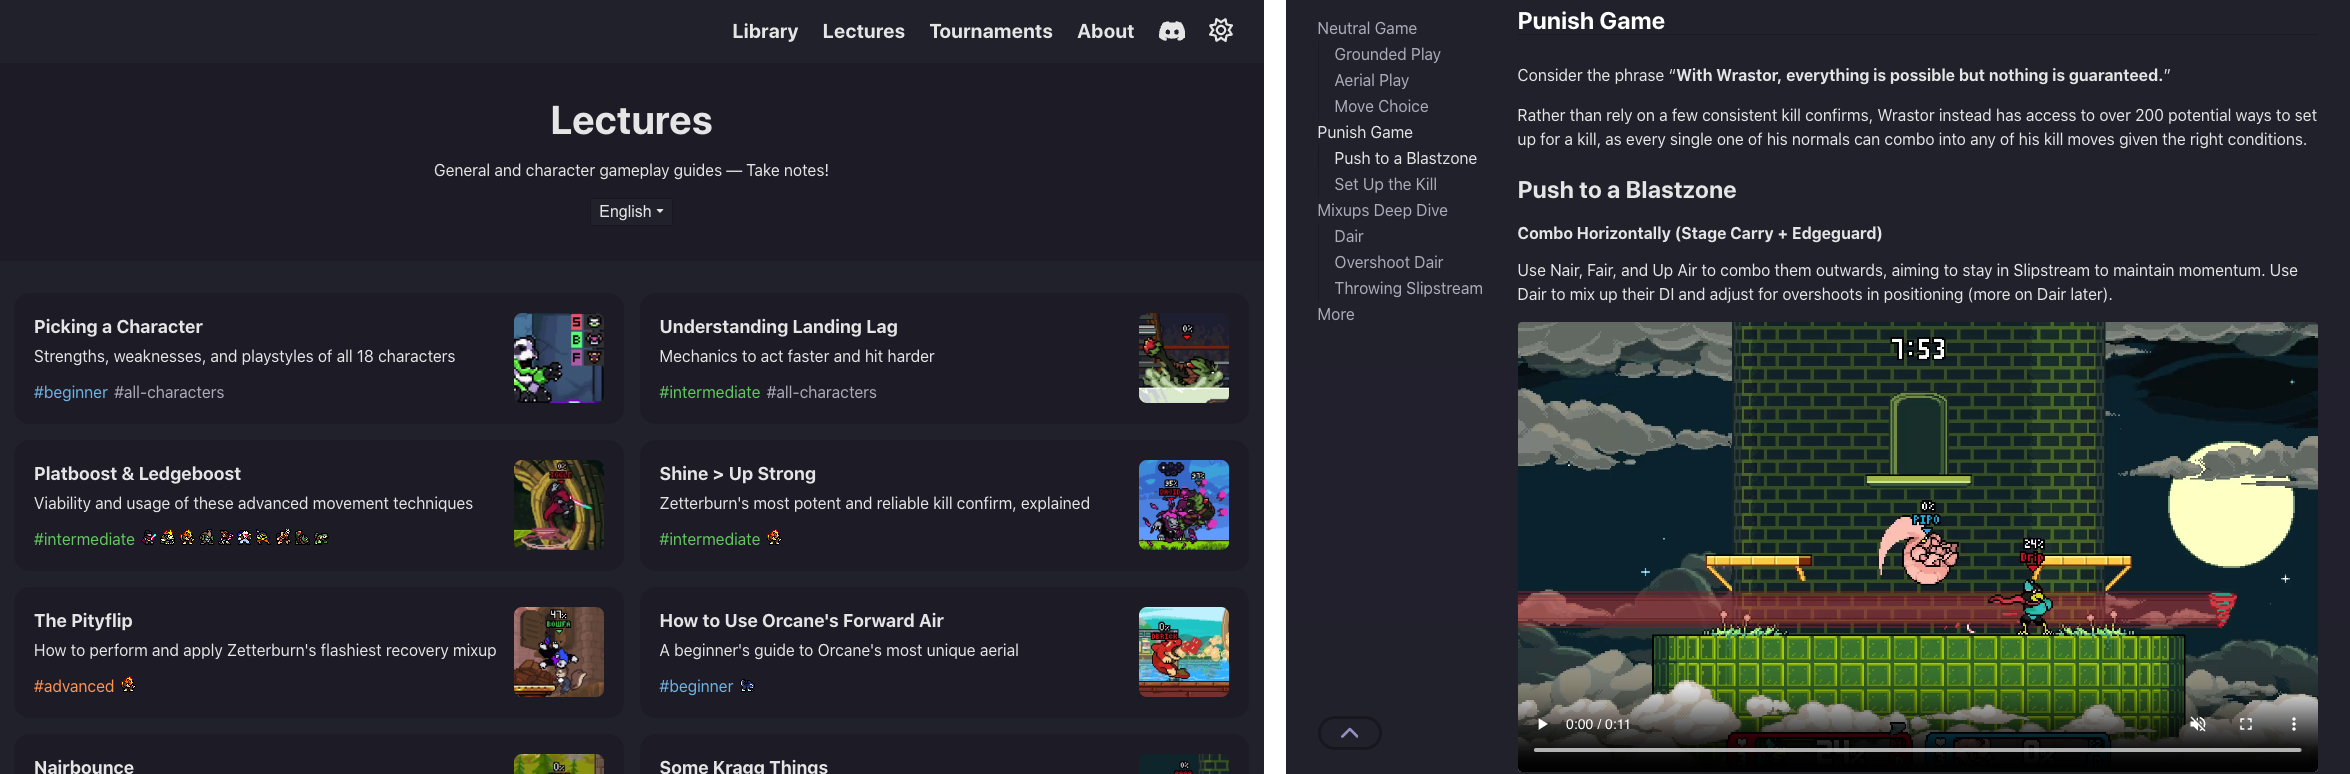 Library Lectures Tournaments About
Lectures
General and character gameplay guides — Take notes!
English
Picking a Character
Strengths, weaknesses, and playstyles of all 18 characters
#beginner #all-characters
S
B
F
Understanding Landing Lag
Mechanics to act faster and hit harder
#intermediate #all-characters
0%
Platboost & Ledgeboost
Viability and usage of these advanced movement techniques
#intermediate
Shine > Up Strong
Zetterburn's most potent and reliable kill confirm, explained
#intermediate
The Pityflip
How to perform and apply Zetterburn's flashiest recovery mixup
#advanced
47%
How to Use Orcane's Forward Air
A beginner's guide to Orcane's most unique aerial
#beginner
0%
Nairbounce
0%
Some Kragg Things
0%
Neutral Game
Grounded Play
Aerial Play
Move Choice
Punish Game
Push to a Blastzone
Set Up the Kill
Mixups Deep Dive
Dair
Overshoot Dair
Throwing Slipstream
More
Punish Game
Consider the phrase “With Wrastor, everything is possible but nothing is guaranteed.”
Rather than rely on a few consistent kill confirms, Wrastor instead has access to over 200 potential ways to set
up for a kill, as every single one of his normals can combo into any of his kill moves given the right conditions.
Push to a Blastzone
Combo Horizontally (Stage Carry + Edgeguard)
Use Nair, Fair, and Up Air to combo them outwards, aiming to stay in Slipstream to maintain momentum. Use
Dair to mix up their DI and adjust for overshoots in positioning (more on Dair later).
7:53
0%
PIPO
24%
Drip
0:00 / 0:11
24%
0%